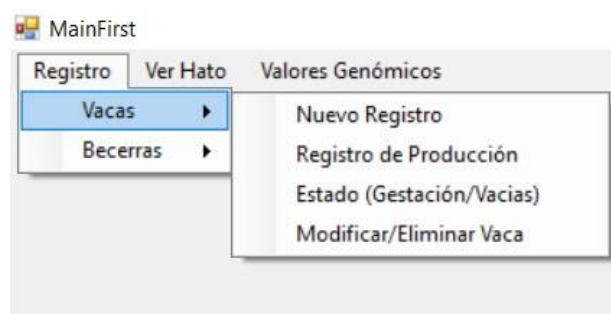 MainFirst
Registro Ver Hato Valores Genómicos
Vacas
Becerras
Nuevo Registro
Registro de Producción
Estado (Gestación/Vacias)
Modificar/Eliminar Vaca